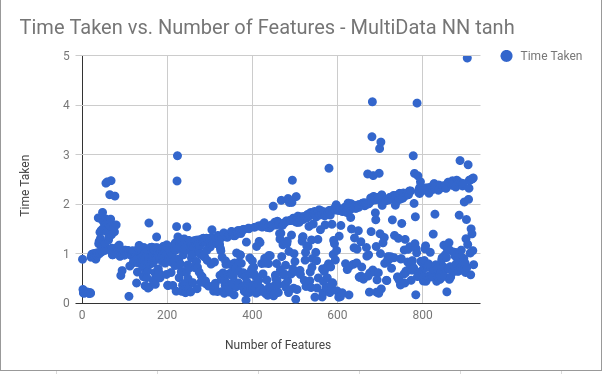 Time Taken vs. Number of Features - MultiData NN tanh
Time Taken
5
4
3
2
1
0
Time Taken
0 200 400 600 800
Number of Features